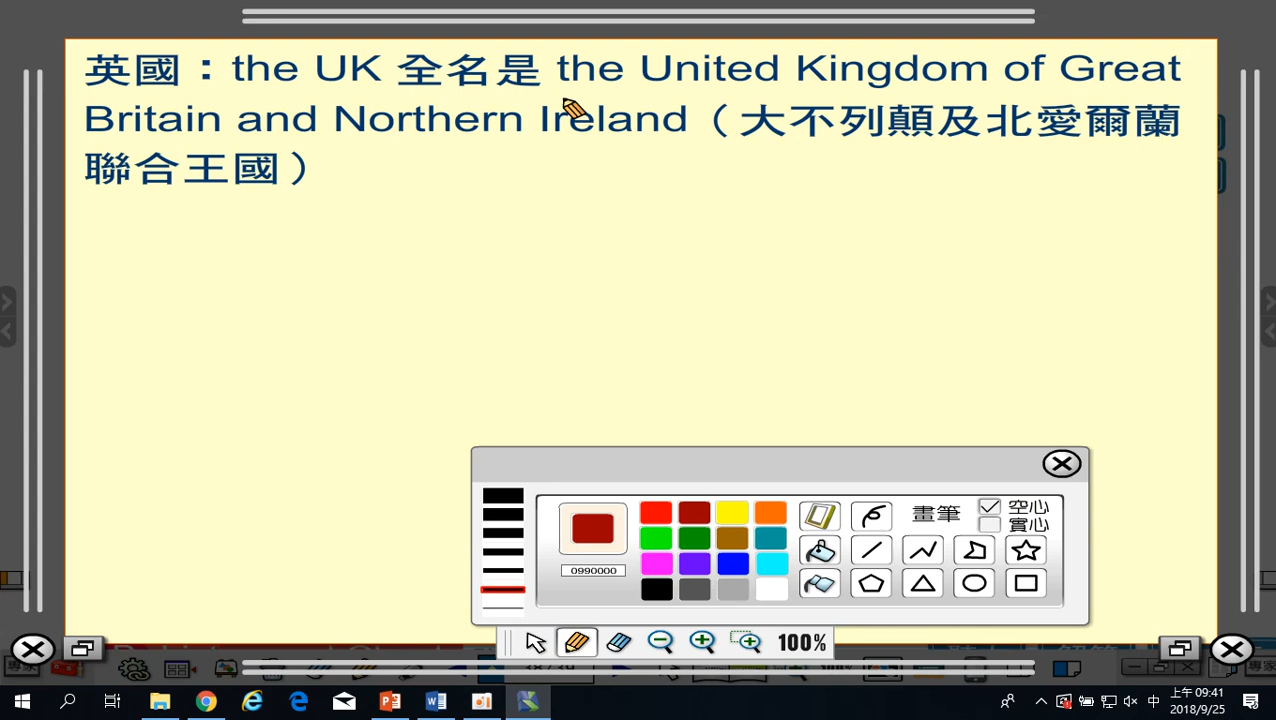 英國：the UK 全名是 the United Kingdom of Great
Britain and Northern Ireland（大不列顛及北愛爾蘭
聯合王國）
畫筆
空心
實心
0990000
100%
上午 09:41
中
2018/9/25